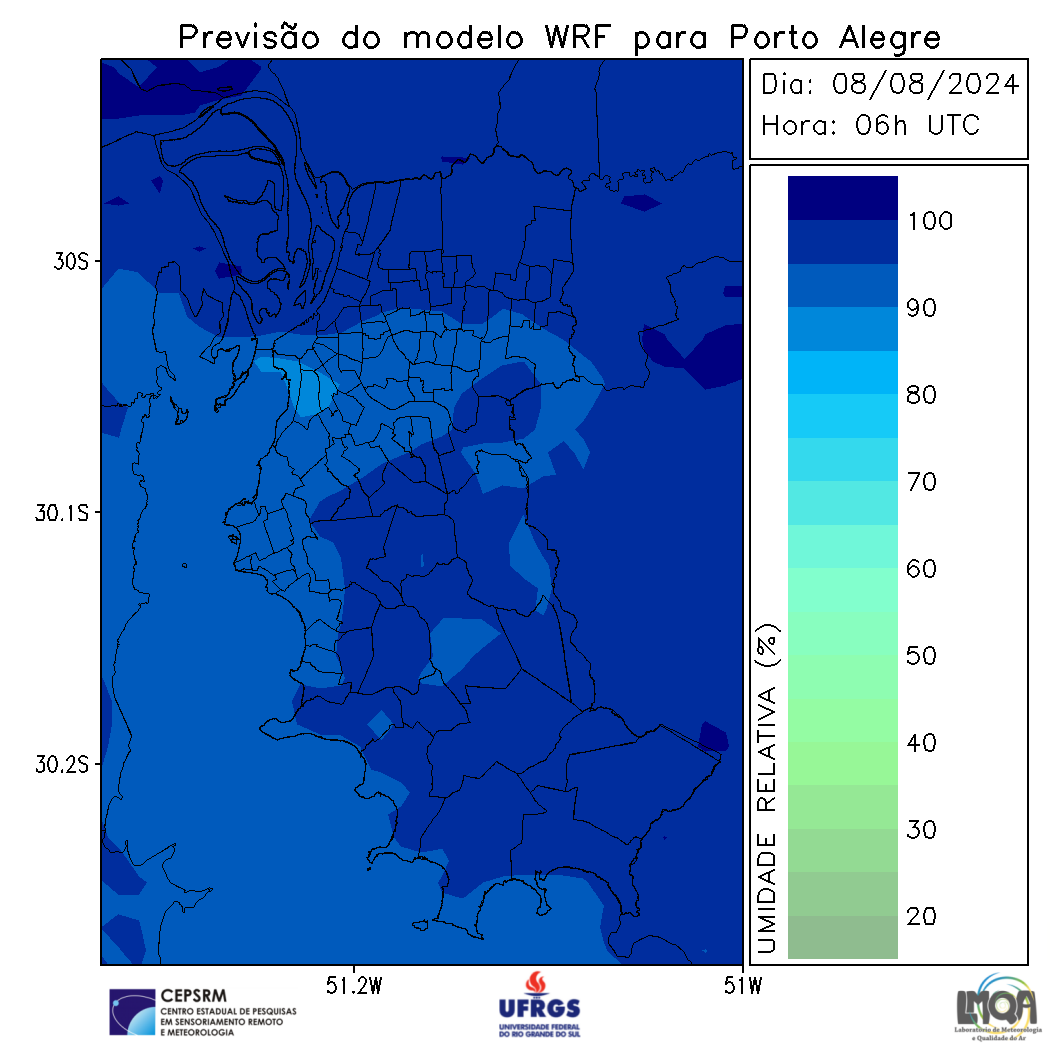 Previsão do modelo WRF para Porto Alegre
Dia: 08/08/2024
Hora: 06h UTC
100
90
80
70
60
50
40
30
20
UMIDADE RELATIVA (%)
30S
30.1S
30.2S
51.2W
51W
CEPSRM
CENTRO ESTADUAL DE PESQUISAS
EM SENSORIAMENTO REMOTO
E METEOROLOGIA
UFRGS
UNIVERSIDADE FEDERAL
DO RIO GRANDE DO SUL
LMQA
Laboratório de Meteorologia
e Qualidade do Ar